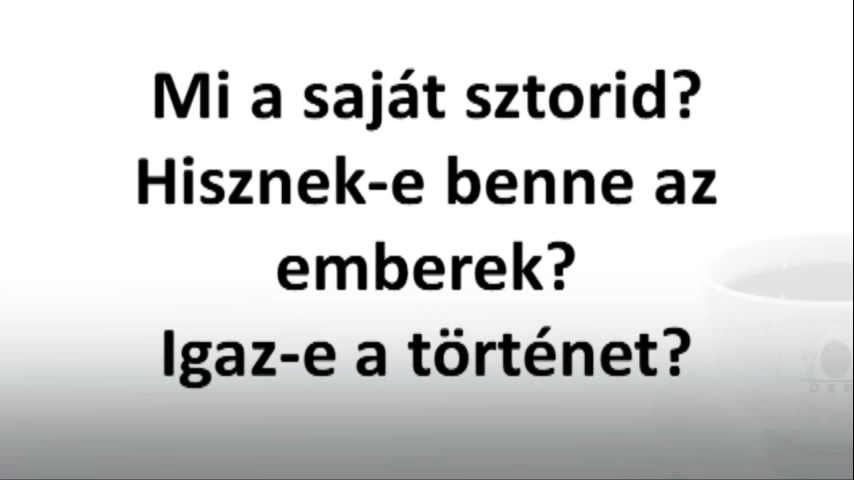 Mi a saját sztorid?
Hisznek-e benne az
emberek?
Igaz-e a történet?